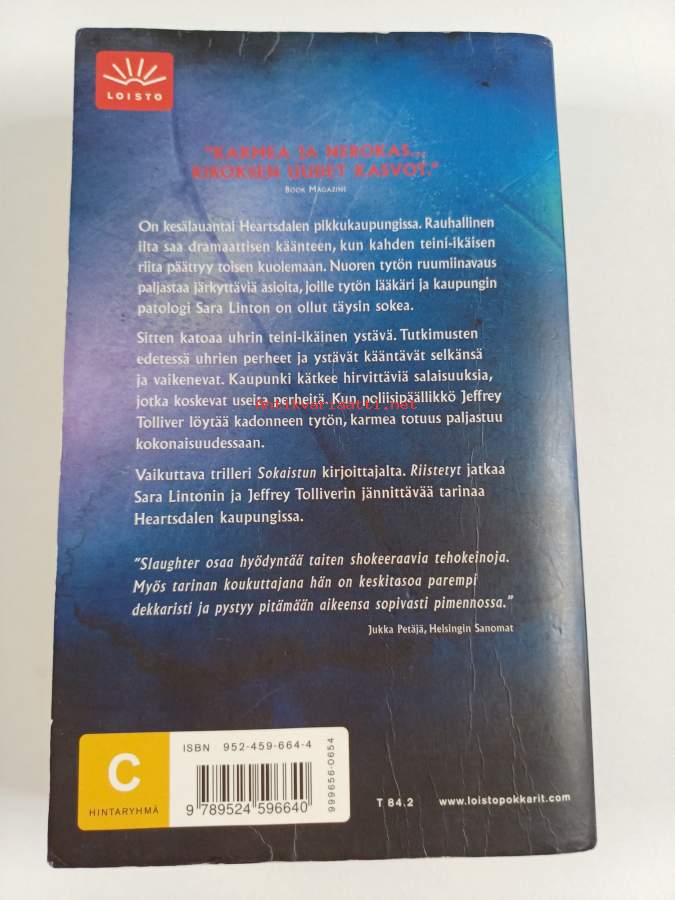 LOISTO
"KARMEA JA NEROKAS...
RIKOKSEN UUDET KASVOT."
BOOK MAGAZINE
On kesälauantai Heartsdalen pikkukaupungissa. Rauhallinen
ilta saa dramaattisen käänteen, kun kahden teini-ikäisen
riita päättyy toisen kuolemaan. Nuoren tytön ruumiinavaus
paljastaa järkyttäviä asioita, joille tytön lääkäri ja kaupungin
patologi Sara Linton on ollut täysin sokea.
Sitten katoaa uhrin teini-ikäinen ystävä. Tutkimusten
edetessä uhrien perheet ja ystävät kääntävät selkänsä
ja vaikenevat. Kaupunki kätkee hirvittäviä salaisuuksia,
jotka koskevat useita perheitä. Kun poliisipäällikkö Jeffrey
Antikvariaatti.net
Tolliver löytää kadonneen tytön, karmea totuus paljastuu
kokonaisuudessaan.
Vaikuttava trilleri Sokaistun kirjoittajalta. Riistetyt jatkaa
Sara Lintonin ja Jeffrey Tolliverin jännittävää tarinaa
Heartsdalen kaupungissa.
"Slaughter osaa hyödyntää taiten shokeeraavia tehokeinoja.
Myös tarinan koukuttajana hän on keskitasoa parempi
dekkaristi ja pystyy pitämään aikeensa sopivasti pimennossa."
Jukka Petäjä, Helsingin Sanomat
C
HINTARYHMÄ
ISBN 952-459-664-4
9 789524 596640
999656-0654
T 84.2
www.loistopokkarit.com